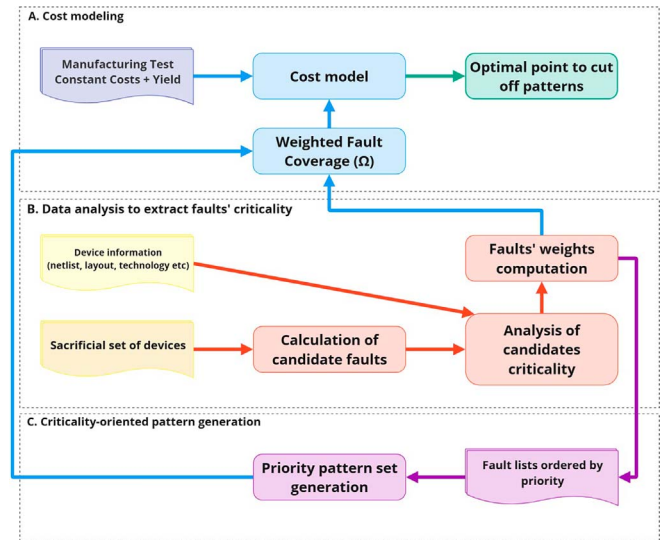 A. Cost modeling
Manufacturing Test
Constant Costs + Yield
Cost model
Optimal point to cut
off patterns
Weighted Fault
Coverage (Ω)
B. Data analysis to extract faults' criticality
Device information
(netlist, layout, technology etc)
Faults' weights
computation
Sacrificial set of devices
Calculation of
candidate faults
Analysis of
candidates
criticality
C. Criticality-oriented pattern generation
Priority pattern set
generation
Fault lists ordered by
priority